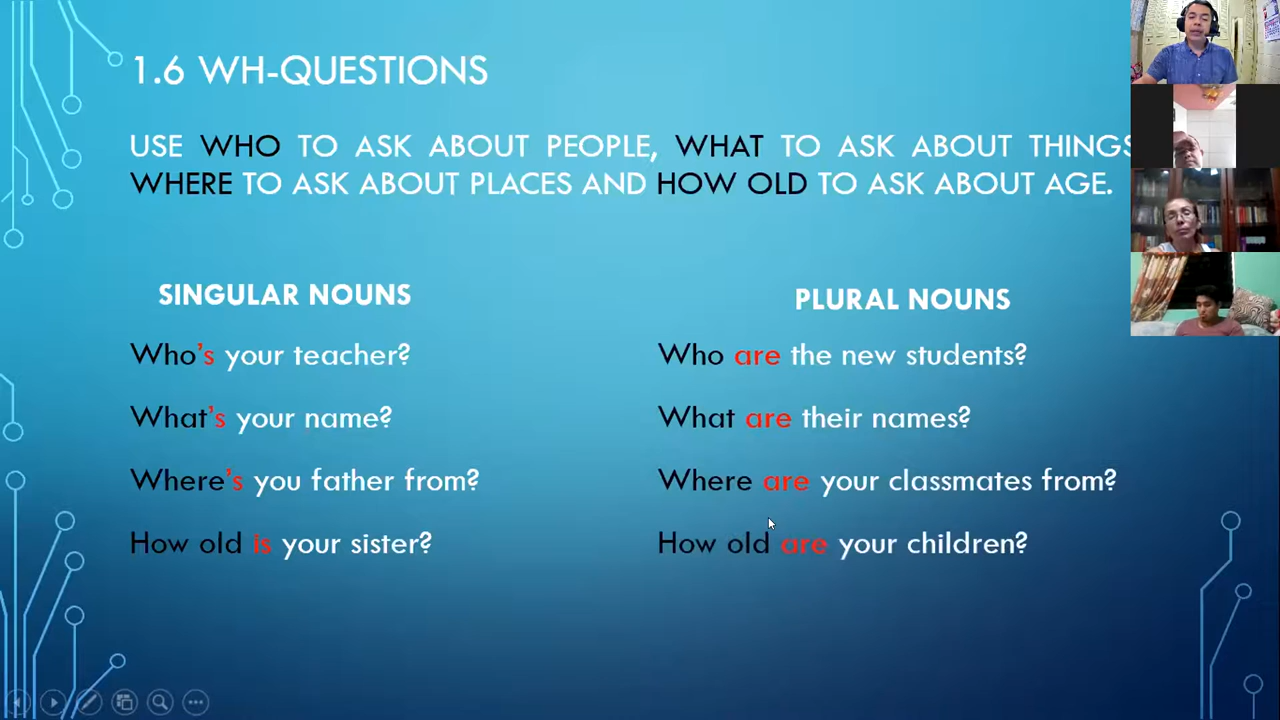 1.6 WH-QUESTIONS
USE WHO TO ASK ABOUT PEOPLE, WHAT TO ASK ABOUT THINGS
WHERE TO ASK ABOUT PLACES AND HOW OLD TO ASK ABOUT AGE.
SINGULAR NOUNS
Who's your teacher?
What's your name?
Where's you father from?
How old is your sister?
PLURAL NOUNS
Who are the new students?
What are their names?
Where are your classmates from?
How old are your children?